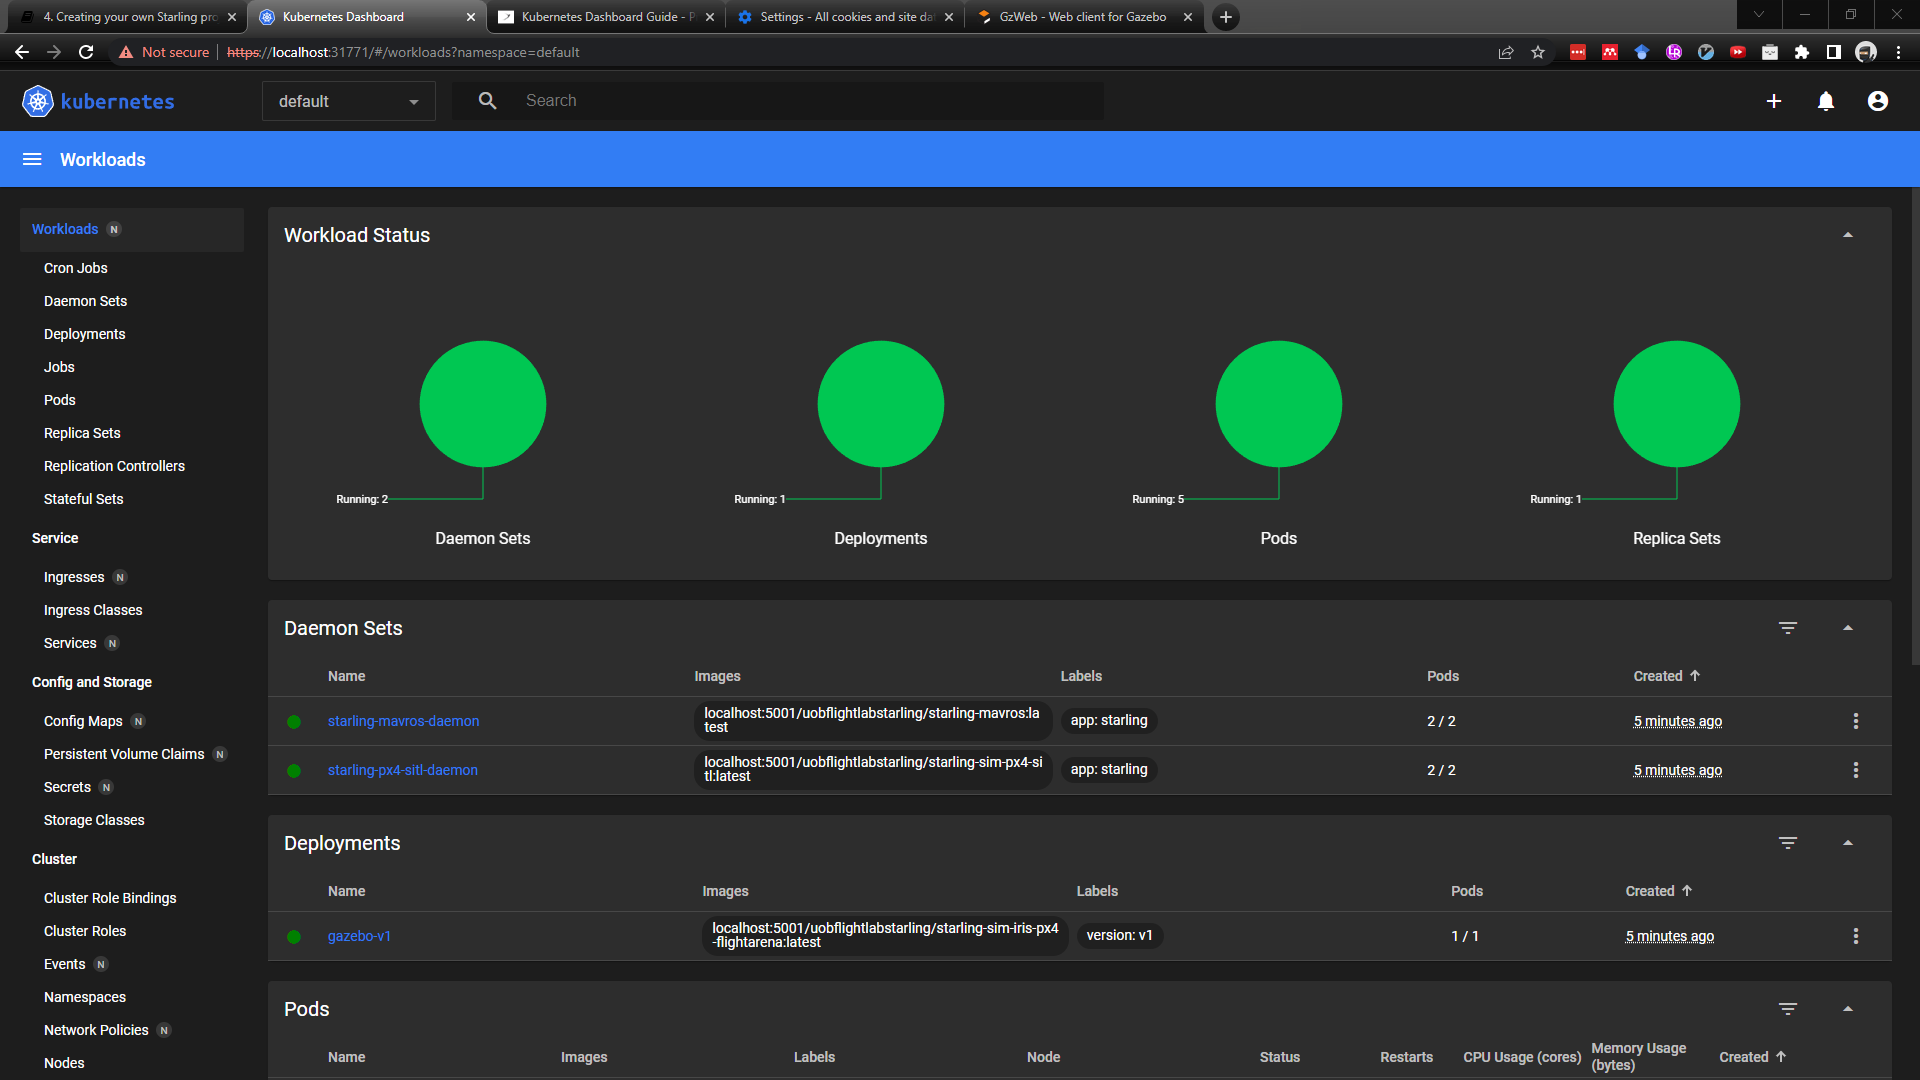 4. Creating your own Starling pro
Kubernetes Dashboard
Kubernetes Dashboard Guide - P
Settings - All cookies and site da
GzWeb - Web client for Gazebo
Not secure
https://localhost:31771/#/workloads?namespace=default
kubernetes
default
Search
Workloads
Workloads N
Cron Jobs
Daemon Sets
Deployments
Jobs
Pods
Replica Sets
Replication Controllers
Stateful Sets
Service
Ingresses N
Ingress Classes
Services N
Config and Storage
Config Maps N
Persistent Volume Claims N
Secrets N
Storage Classes
Cluster
Cluster Role Bindings
Cluster Roles
Events N
Namespaces
Network Policies N
Nodes
Workload Status
Running: 2
Running: 1
Running: 5
Running: 1
Daemon Sets
Deployments
Pods
Replica Sets
Daemon Sets
Name Images Labels Pods Created
starling-mavros-daemon
localhost:5001/uobflightlabstarling/starling-mavros:la
test
app: starling
2 / 2
5 minutes ago
starling-px4-sitl-daemon
localhost:5001/uobflightlabstarling/starling-sim-px4-si
tl:latest
app: starling
2 / 2
5 minutes ago
Deployments
Name Images Labels Pods Created
gazebo-v1
localhost:5001/uobflightlabstarling/starling-sim-iris-px4
-flightarena:latest
version: v1
1 / 1
5 minutes ago
Pods
Name Images Labels Node Status Restarts CPU Usage (cores) Memory Usage
(bytes)
Created